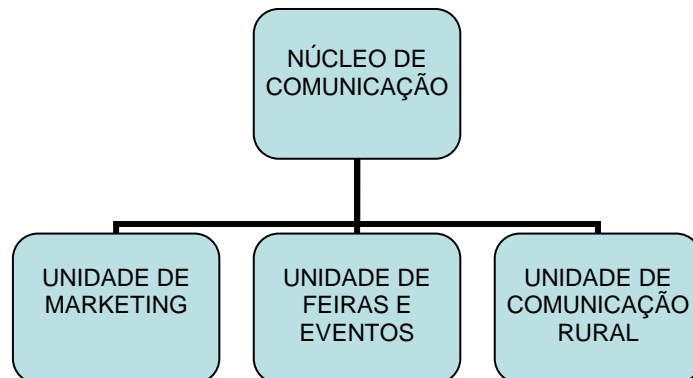 NÚCLEO DE
COMUNICAÇÃO
UNIDADE DE
MARKETING
UNIDADE DE
FEIRAS E
EVENTOS
UNIDADE DE
COMUNICAÇÃO
RURAL